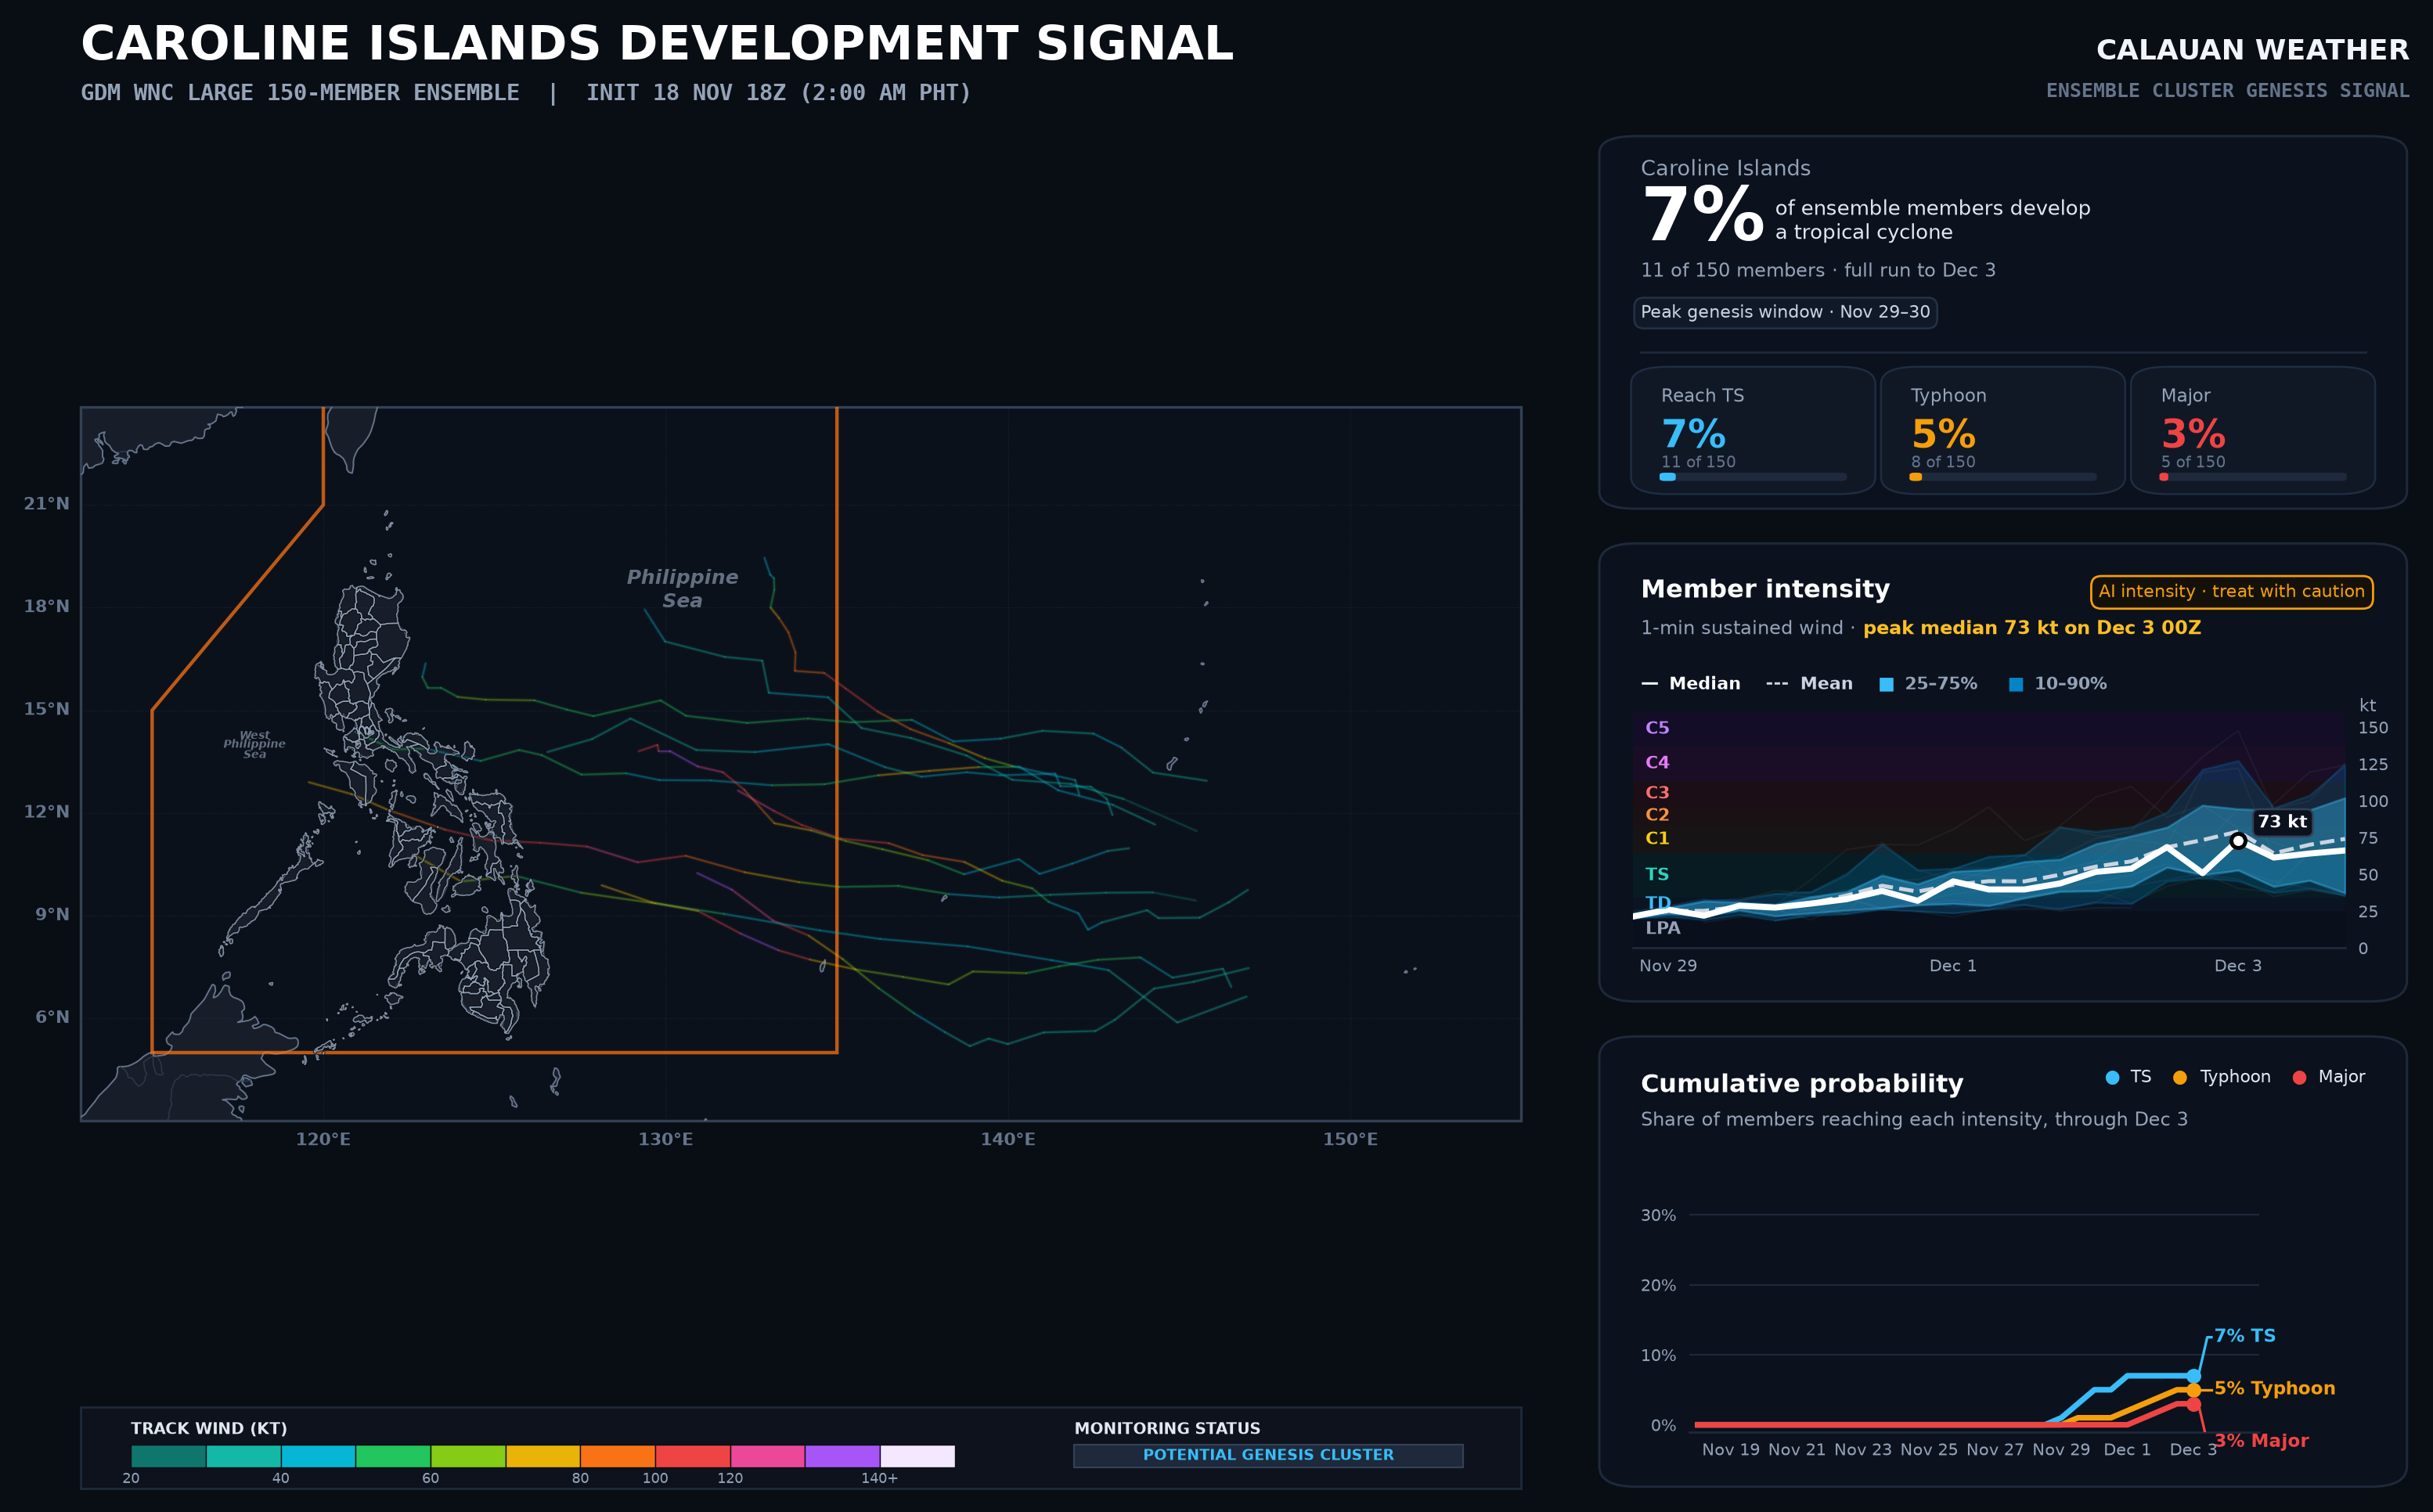 CAROLINE ISLANDS DEVELOPMENT SIGNAL
GDM WNC LARGE 150-MEMBER ENSEMBLE | INIT 18 NOV 18Z (2:00 AM PHT)
CALAUAN WEATHER
ENSEMBLE CLUSTER GENESIS SIGNAL
21°N
18°N
15°N
12°N
9°N
6°N
120°E
130°E
140°E
150°E
Philippine
Sea
West
Philippine
Sea
TRACK WIND (KT)
20
40
60
80
100
120
140+
MONITORING STATUS
POTENTIAL GENESIS CLUSTER
Caroline Islands
7%
of ensemble members develop
a tropical cyclone
11 of 150 members · full run to Dec 3
Peak genesis window · Nov 29–30
Reach TS
7%
11 of 150
Typhoon
5%
8 of 150
Major
3%
5 of 150
Member intensity
AI intensity · treat with caution
1-min sustained wind · peak median 73 kt on Dec 3 00Z
Median
Mean
25–75%
10–90%
kt
C5
C4
C3
C2
C1
TS
TD
LPA
150
125
100
75
50
25
0
73 kt
Nov 29
Dec 1
Dec 3
Cumulative probability
TS
Typhoon
Major
Share of members reaching each intensity, through Dec 3
30%
20%
10%
0%
7% TS
5% Typhoon
3% Major
Nov 19
Nov 21
Nov 23
Nov 25
Nov 27
Nov 29
Dec 1
Dec 3